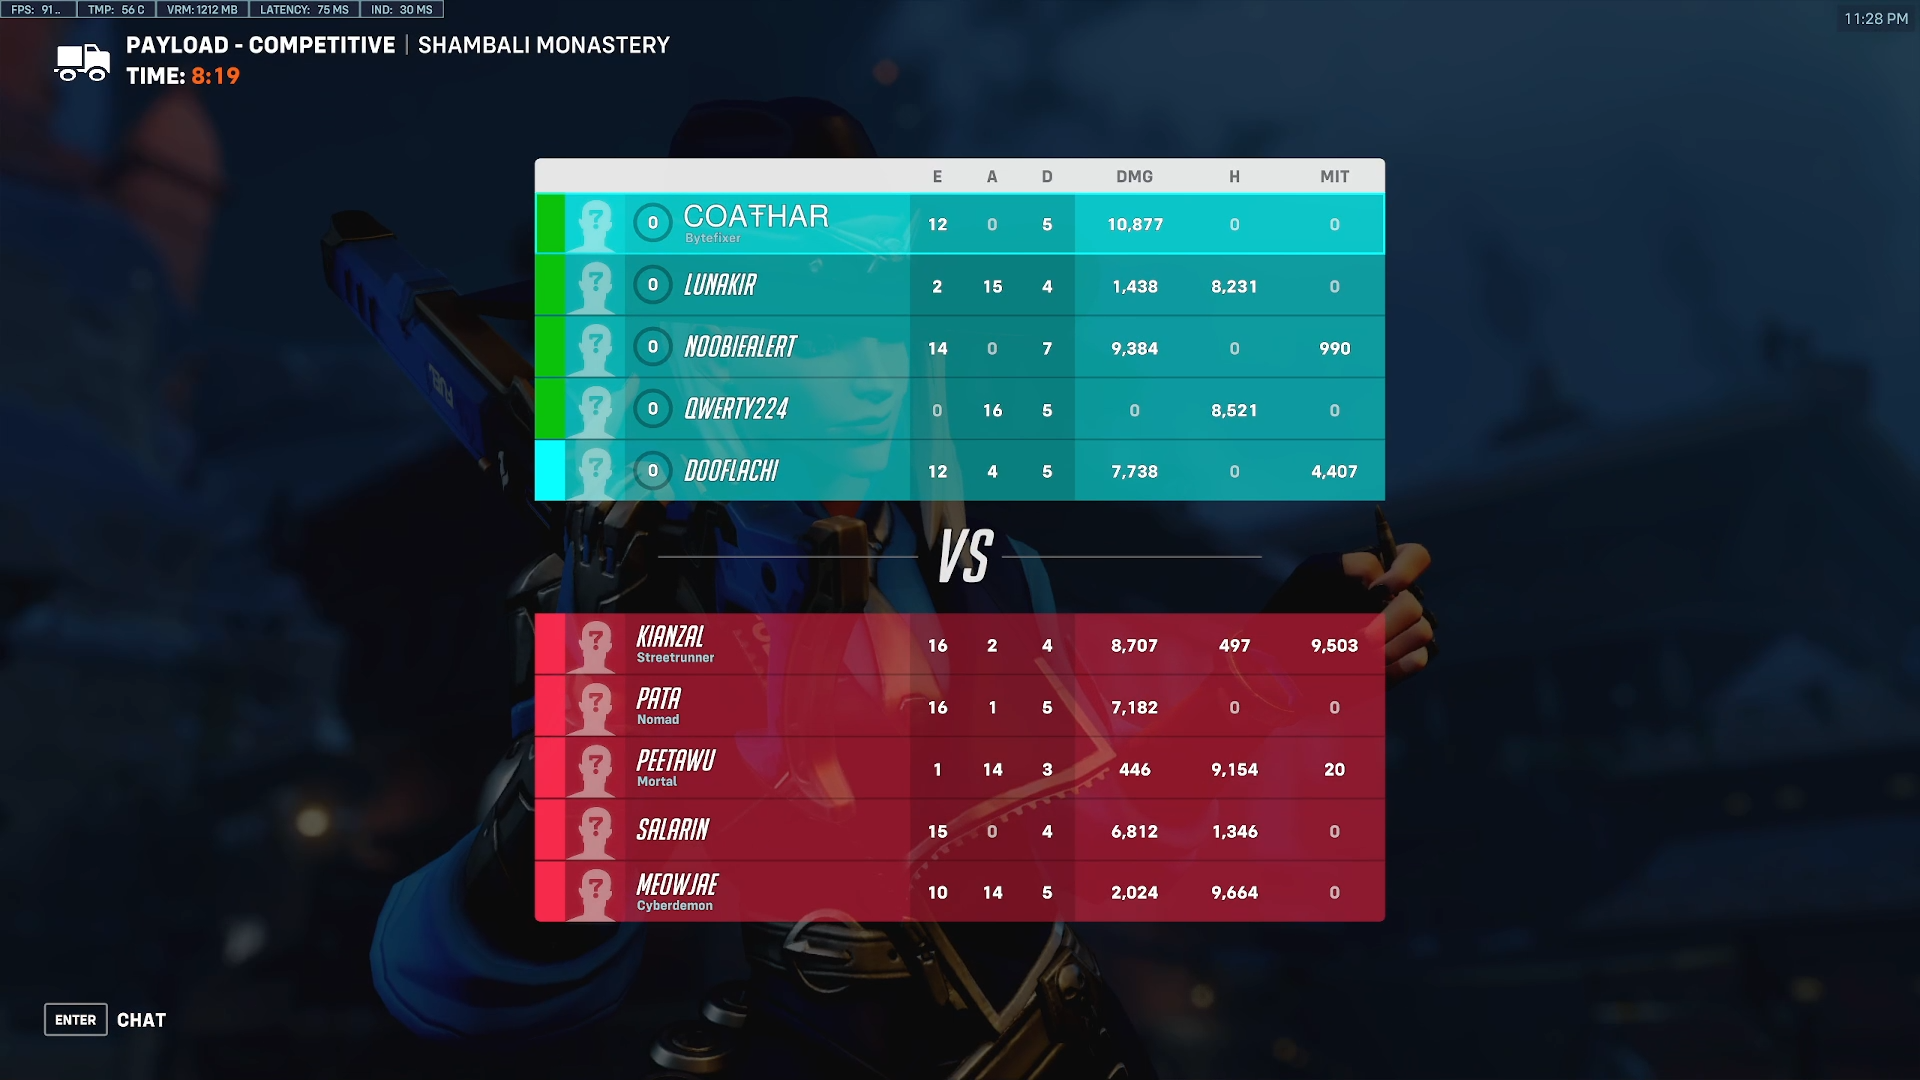 FPS: 91.. TMP: 56 C VRM: 1212 MB LATENCY: 75 MS IND: 30 MS
11:28 PM
PAYLOAD - COMPETITIVE | SHAMBALI MONASTERY
TIME: 8:19
E A D DMG H MIT
0 COAŦHAR 12 0 5 10,877 0 0
Bytefixer
0 LUNAKIR 2 15 4 1,438 8,231 0
0 NOOBIEALERT 14 0 7 9,384 0 990
0 QWERTY224 0 16 5 0 8,521 0
0 DOOFLACHI 12 4 5 7,738 0 4,407
VS
KIANZAL 16 2 4 8,707 497 9,503
Streetrunner
PATA 16 1 5 7,182 0 0
Nomad
PEETAWU 1 14 3 446 9,154 20
Mortal
SALARIN 15 0 4 6,812 1,346 0
MEOWJAE 10 14 5 2,024 9,664 0
Cyberdemon
ENTER CHAT